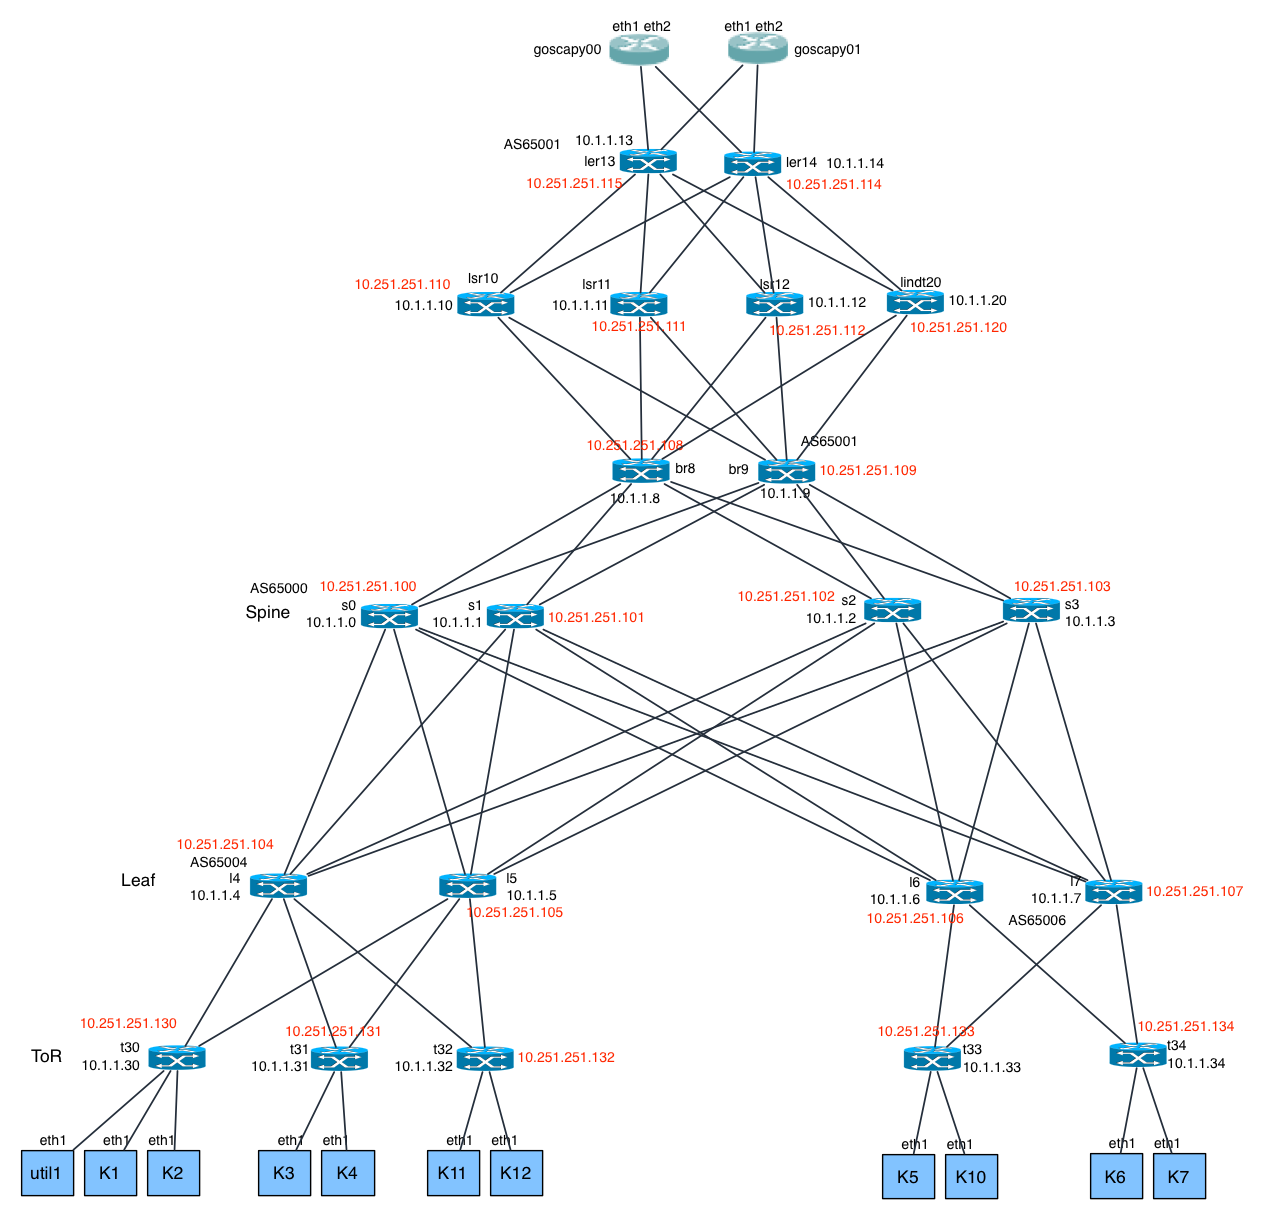 eth1 eth2
eth1 eth2
goscapy00
goscapy01
AS65001
10.1.1.13
ler13
10.251.251.115
ler14 10.1.1.14
10.251.251.114
lsr10
10.251.251.110
10.1.1.10
lsr11
10.1.1.11
10.251.251.111
lsr12
10.1.1.12
10.251.251.112
lindt20
10.1.1.20
10.251.251.120
10.251.251.108
br8
10.1.1.8
AS65001
br9
10.251.251.109
10.1.1.9
AS65000
10.251.251.100
Spine
s0
10.1.1.0
s1
10.1.1.1
10.251.251.101
10.251.251.102
s2
10.1.1.2
10.251.251.103
s3
10.1.1.3
10.251.251.104
AS65004
Leaf
l4
10.1.1.4
l5
10.1.1.5
10.251.251.105
l6
10.1.1.6
10.251.251.106
l7
10.1.1.7
10.251.251.107
AS65006
10.251.251.130
ToR
t30
10.1.1.30
10.251.251.131
t31
10.1.1.31
t32
10.1.1.32
10.251.251.132
10.251.251.133
t33
10.1.1.33
10.251.251.134
t34
10.1.1.34
eth1
eth1
eth1
eth1
eth1
eth1
eth1
eth1
eth1
eth1
eth1
util1
K1
K2
K3
K4
K11
K12
K5
K10
K6
K7